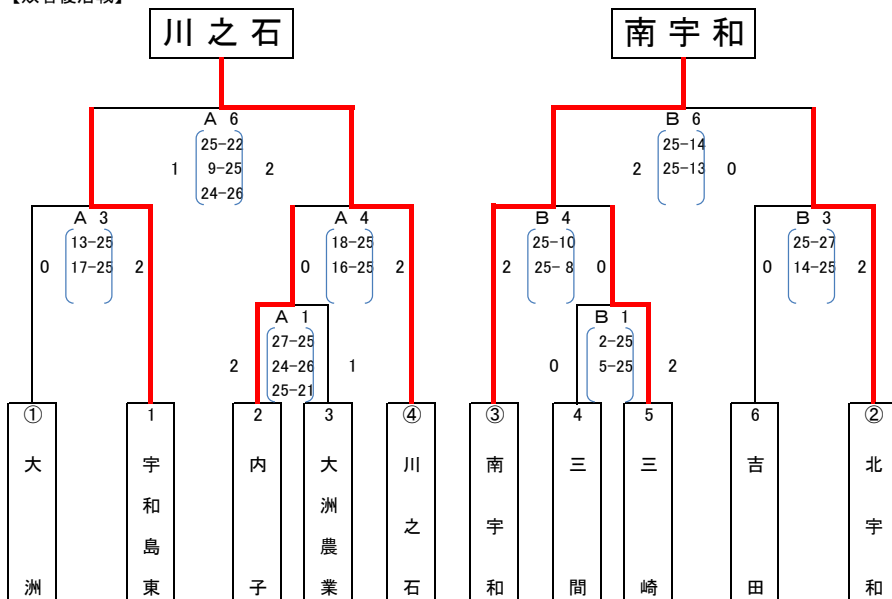 川之石 南宇和
A 6 B 6
25-22 25-14
1 9-25 2 2 25-13 0
24-26
A 3 A 4 B 4 B 3
13-25 18-25 25-10 25-27
0 17-25 2 0 16-25 2 2 25- 8 0 0 14-25 2
A 1 B 1
27-25 2-25
2 24-26 1 0 5-25 2
25-21
① 1 2 3 ④ ③ 4 5 6 ②
大洲
宇和島東
内子
大洲農業
川之石
南宇和
三間
三崎
吉田
北宇和